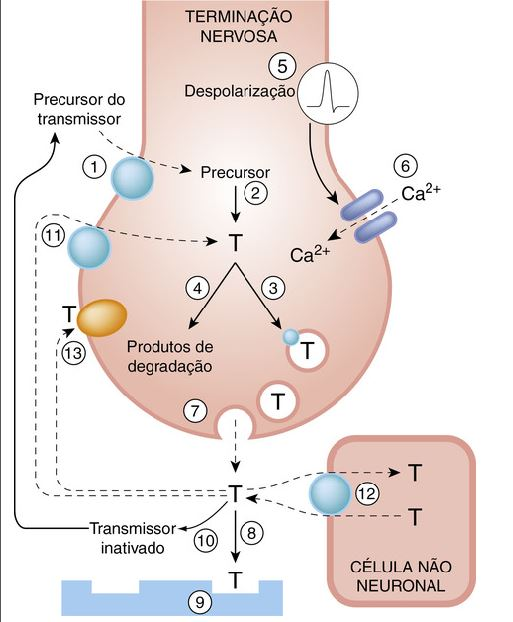 TERMINAÇÃO
NERVOSA
5
Despolarização
Precursor do
transmissor
1
Precursor
2
6
Ca2+
Ca2+
11
T
4
3
T
13
Produtos de
degradação
T
T
7
T
12
T
T
Transmissor
inativado
10
8
T
9
CÉLULA NÃO
NEURONAL